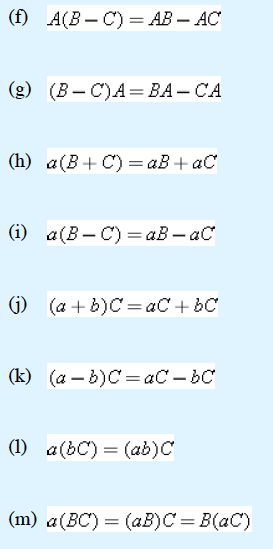 (f) A(B – C) = AB – AC
(g) (B – C)A = BA – CA
(h) a(B + C) = aB + aC
(i) a(B – C) = aB – aC
(j) (a + b)C = aC + bC
(k) (a – b)C = aC – bC
(l) a(bC) = (ab)C
(m) a(BC) = (aB)C = B(aC)